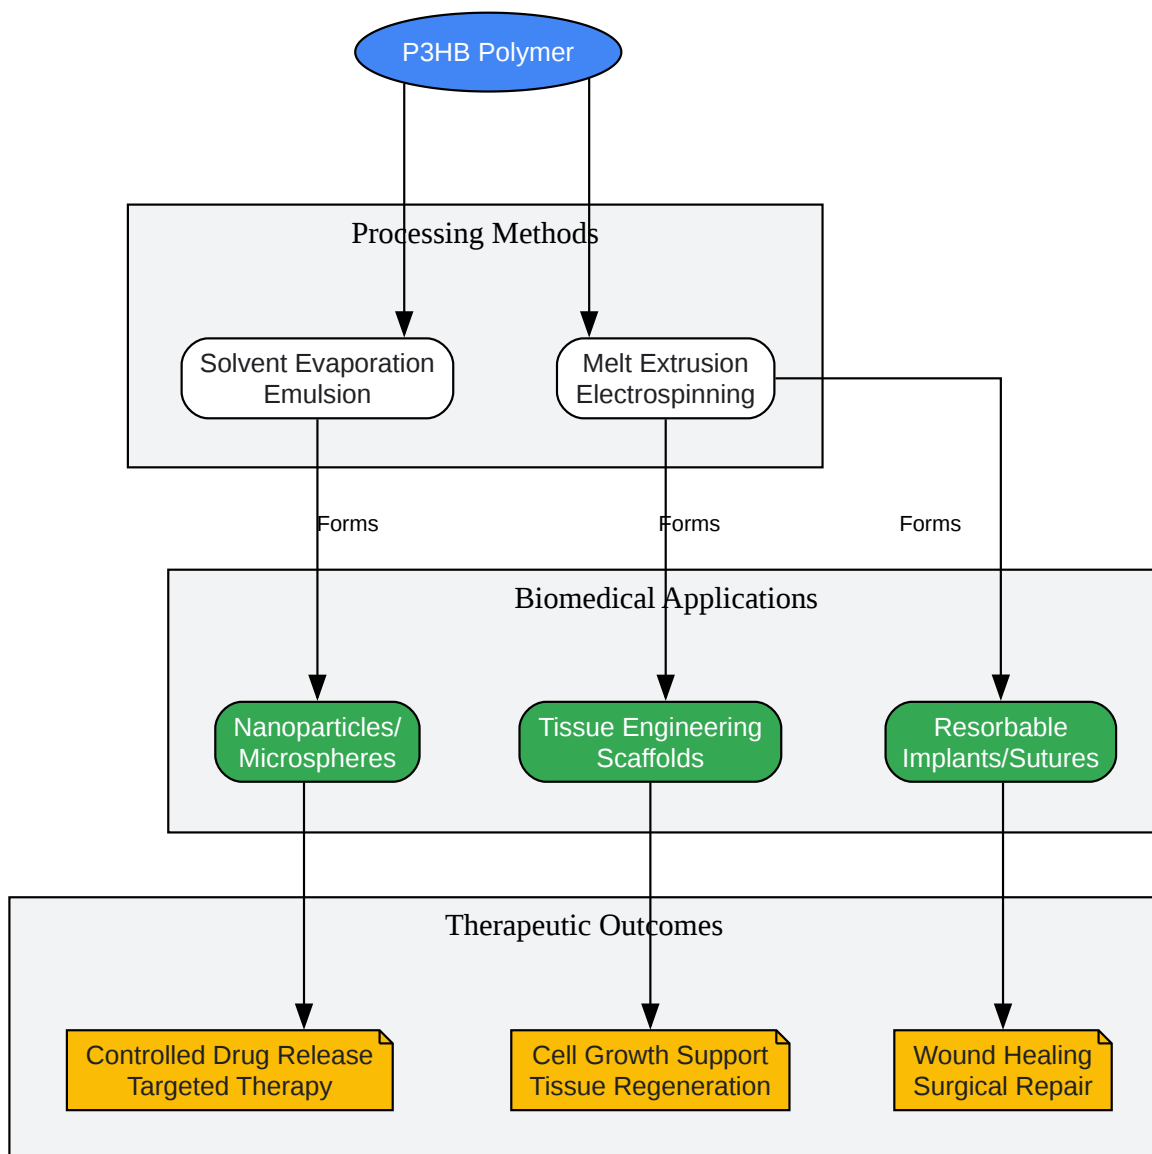 P3HB Polymer
Processing Methods
Solvent Evaporation
Emulsion
Melt Extrusion
Electrospinning
Forms
Forms
Forms
Biomedical Applications
Nanoparticles/
Microspheres
Tissue Engineering
Scaffolds
Resorbable
Implants/Sutures
Therapeutic Outcomes
Controlled Drug Release
Targeted Therapy
Cell Growth Support
Tissue Regeneration
Wound Healing
Surgical Repair